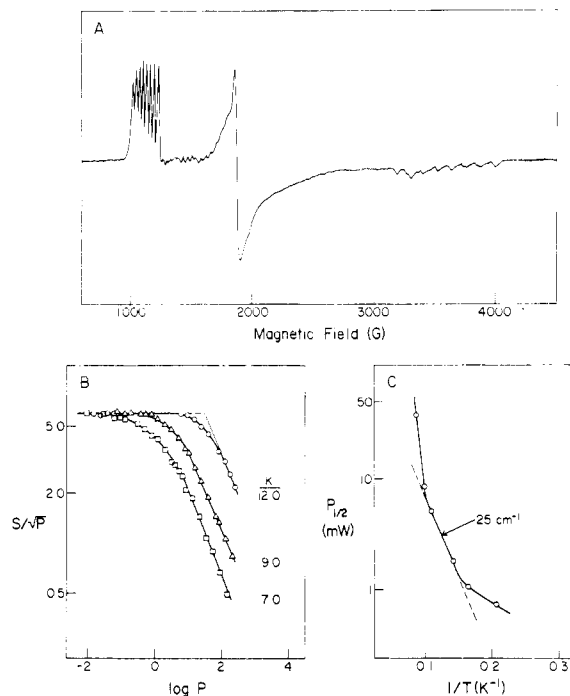 A
1000 2000 3000 4000
Magnetic Field (G)
B
5.0
2.0
0.5
S/√P
K
12.0
9.0
7.0
-2 0 2 4
log P
C
50
10
1
P1/2
(mW)
25 cm⁻¹
0.1 0.2 0.3
1/T(K⁻¹)